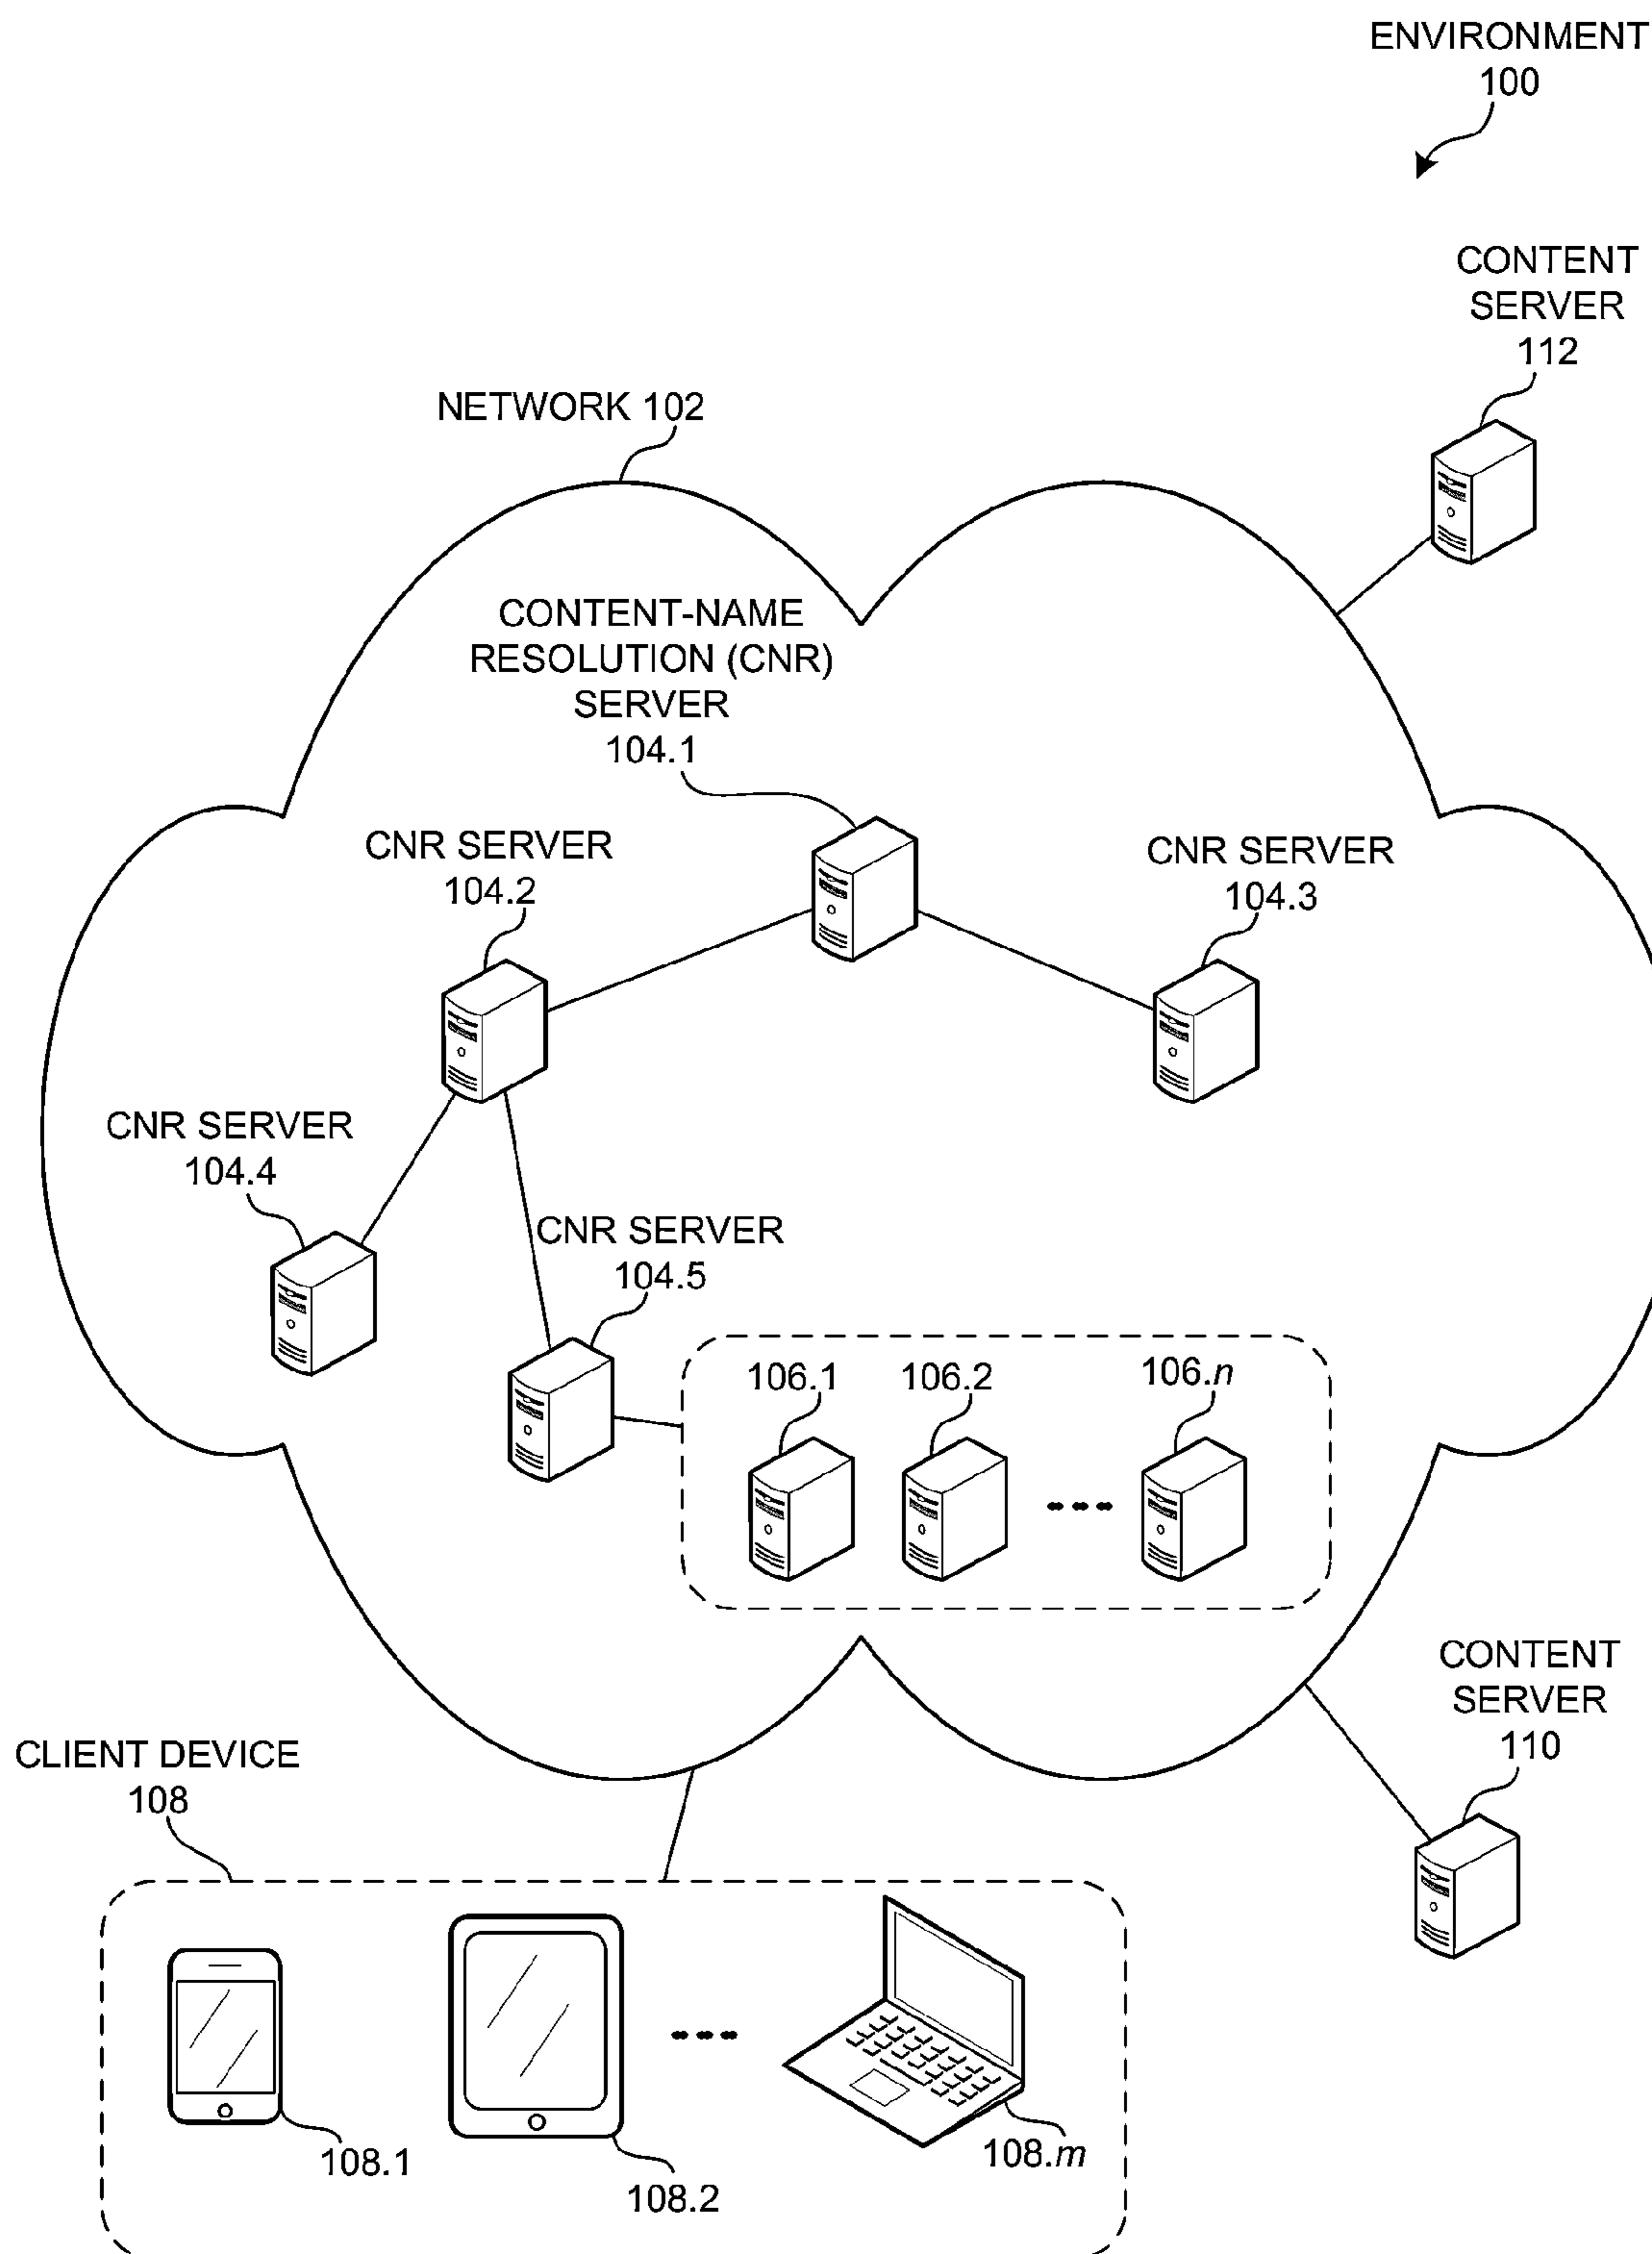 ENVIRONMENT
100
CONTENT
SERVER
112
NETWORK 102
CONTENT-NAME
RESOLUTION (CNR)
SERVER
104.1
CNR SERVER
104.2
CNR SERVER
104.3
CNR SERVER
104.4
CNR SERVER
104.5
106.1
106.2
106.n
CONTENT
SERVER
110
CLIENT DEVICE
108
108.1
108.2
108.m